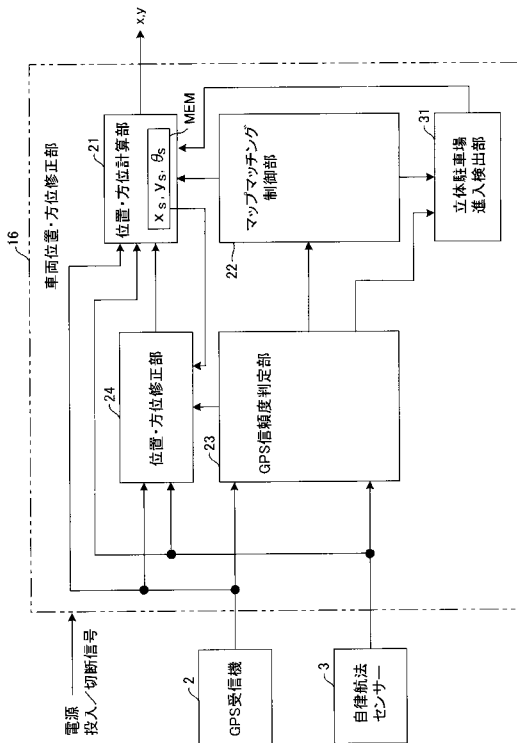 16
車両位置・方位修正部
電源
投入／切断信号
2
GPS受信機
3
自律航法
センサー
24
位置・方位修正部
23
GPS信頼度判定部
21
位置・方位計算部
xs, ys, θs
MEM
22
マップマッチング
制御部
31
立体駐車場
進入検出部
x,y